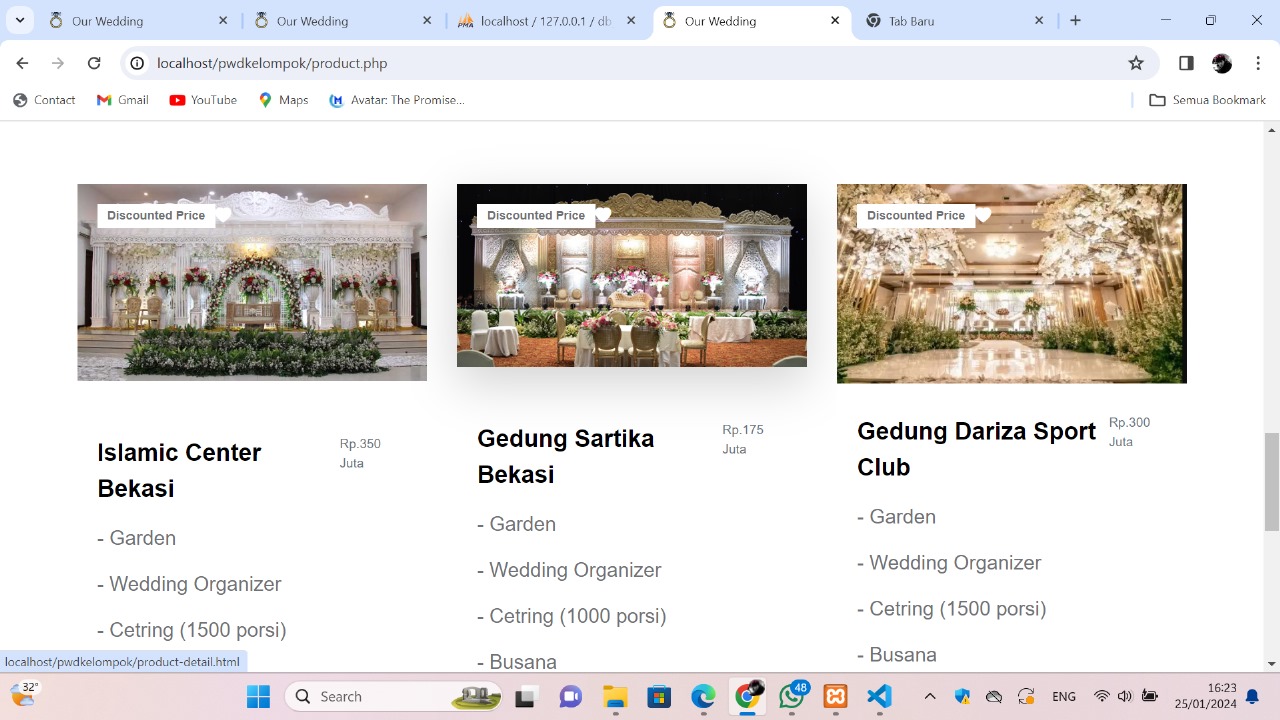 Our Wedding
Our Wedding
localhost / 127.0.0.1 / db
Our Wedding
Tab Baru
localhost/pwdkelompok/product.php
Contact
Gmail
YouTube
Maps
Avatar: The Promise...
Semua Bookmark
Discounted Price
Discounted Price
Discounted Price
Islamic Center
Bekasi
Rp.350
Juta
- Garden
- Wedding Organizer
- Cetring (1500 porsi)
Gedung Sartika
Bekasi
Rp.175
Juta
- Garden
- Wedding Organizer
- Cetring (1000 porsi)
- Busana
Gedung Dariza Sport
Club
Rp.300
Juta
- Garden
- Wedding Organizer
- Cetring (1500 porsi)
- Busana
localhost/pwdkelompok/product-detail.html
32°
Search
48
ENG
16:23
25/01/2024